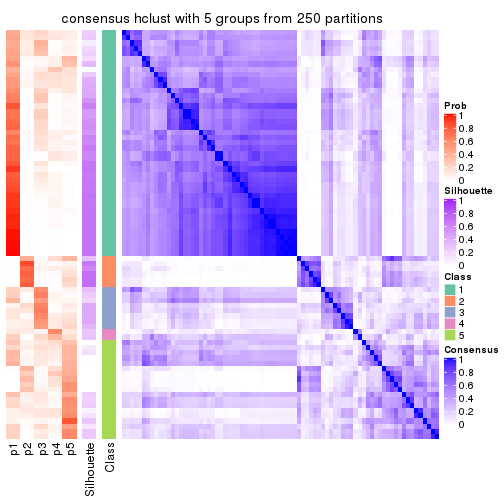 consensus hclust with 5 groups from 250 partitions
Prob
1
0.8
0.6
0.4
0.2
0
Silhouette
1
0.8
0.6
0.4
0.2
0
Class
1
2
3
4
5
Consensus
1
0.8
0.6
0.4
0.2
0
p1
p2
p3
p4
p5
Silhouette
Class